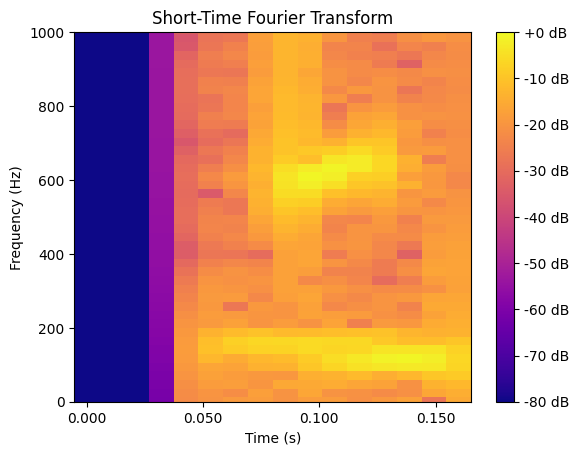 Short-Time Fourier Transform
1000
800
600
400
200
0
Frequency (Hz)
0.000
0.050
0.100
0.150
Time (s)
+0 dB
-10 dB
-20 dB
-30 dB
-40 dB
-50 dB
-60 dB
-70 dB
-80 dB